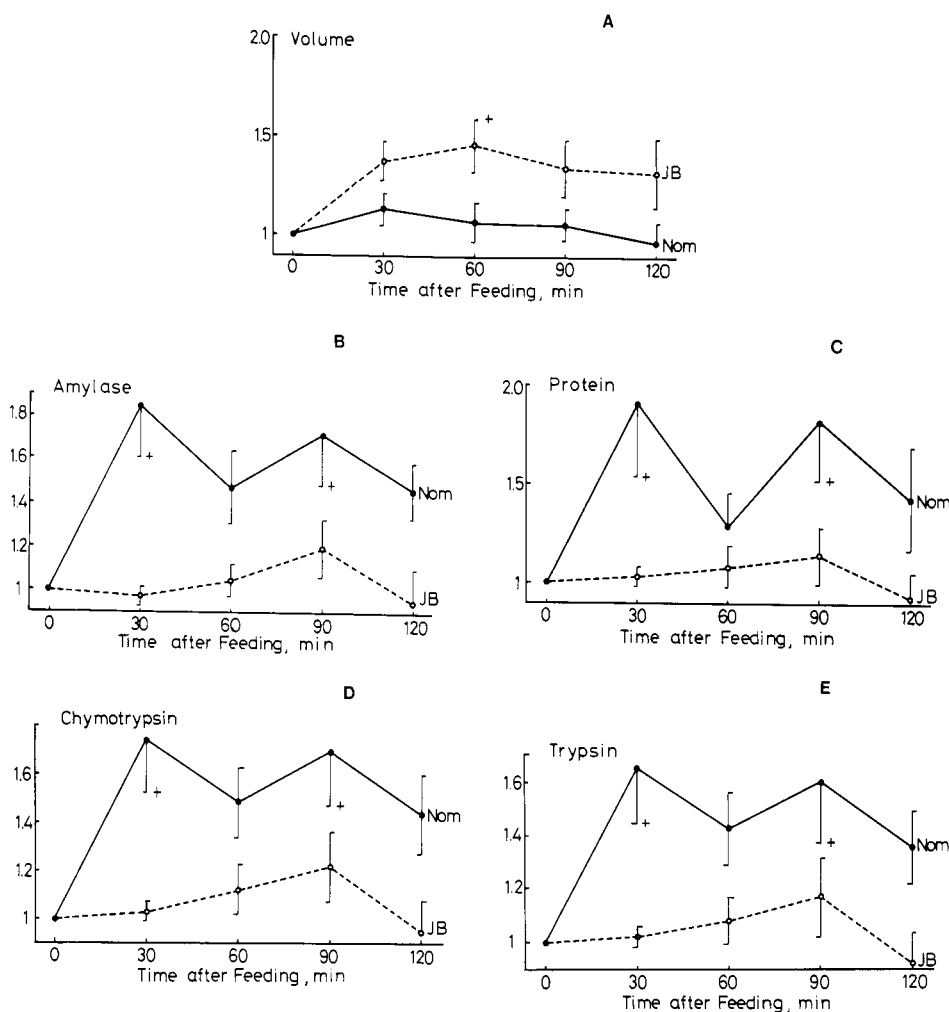 A
2.0
Volume
+
1.5
JB
1
Nom
0 30 60 90 120
Time after Feeding, min
B
Amylase
1.8
1.6
+
+
1.4
Nom
1.2
1
JB
0 30 60 90 120
Time after Feeding, min
C
2.0
Protein
+
+
1.5
Nom
1
JB
0 30 60 90 120
Time after Feeding, min
D
Chymotrypsin
1.6
+
+
1.4
Nom
1.2
1
JB
0 30 60 90 120
Time after Feeding, min
E
Trypsin
1.6
+
+
1.4
Nom
1.2
1
JB
0 30 60 90 120
Time after Feeding, min